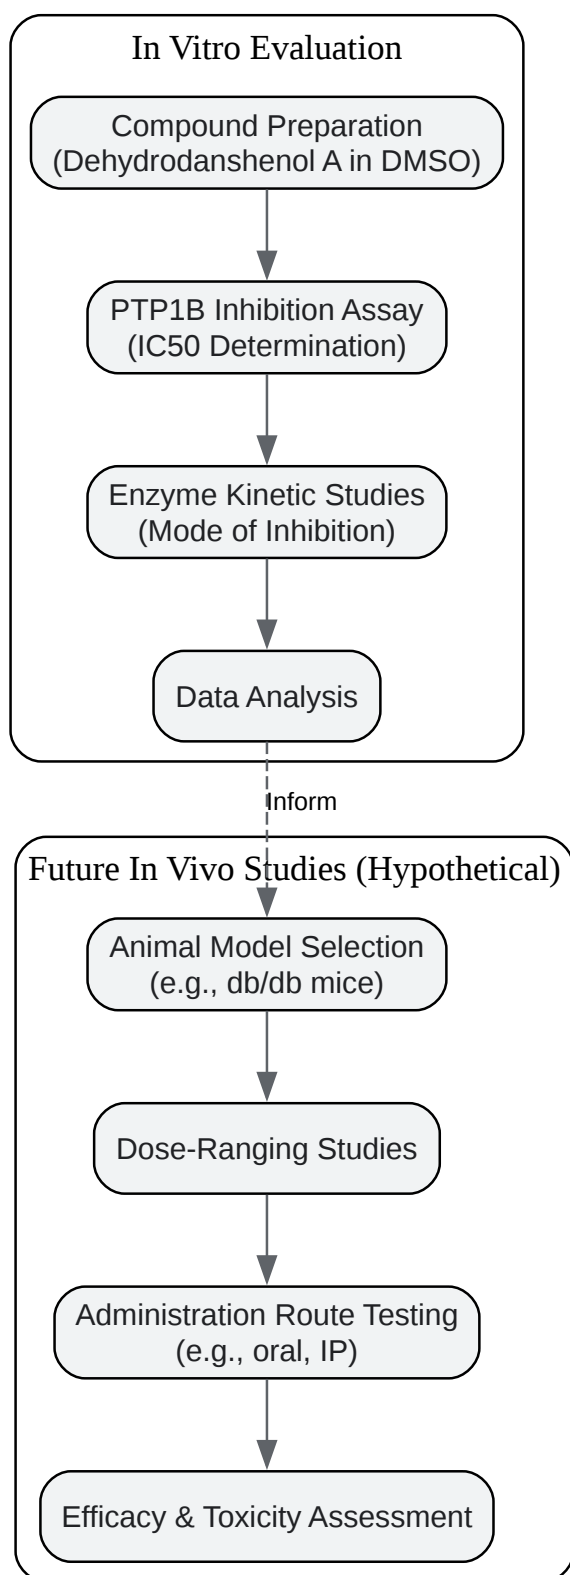 In Vitro Evaluation
Compound Preparation
(Dehydrodanshenol A in DMSO)
PTP1B Inhibition Assay
(IC50 Determination)
Enzyme Kinetic Studies
(Mode of Inhibition)
Data Analysis
Inform
Future In Vivo Studies (Hypothetical)
Animal Model Selection
(e.g., db/db mice)
Dose-Ranging Studies
Administration Route Testing
(e.g., oral, IP)
Efficacy & Toxicity Assessment